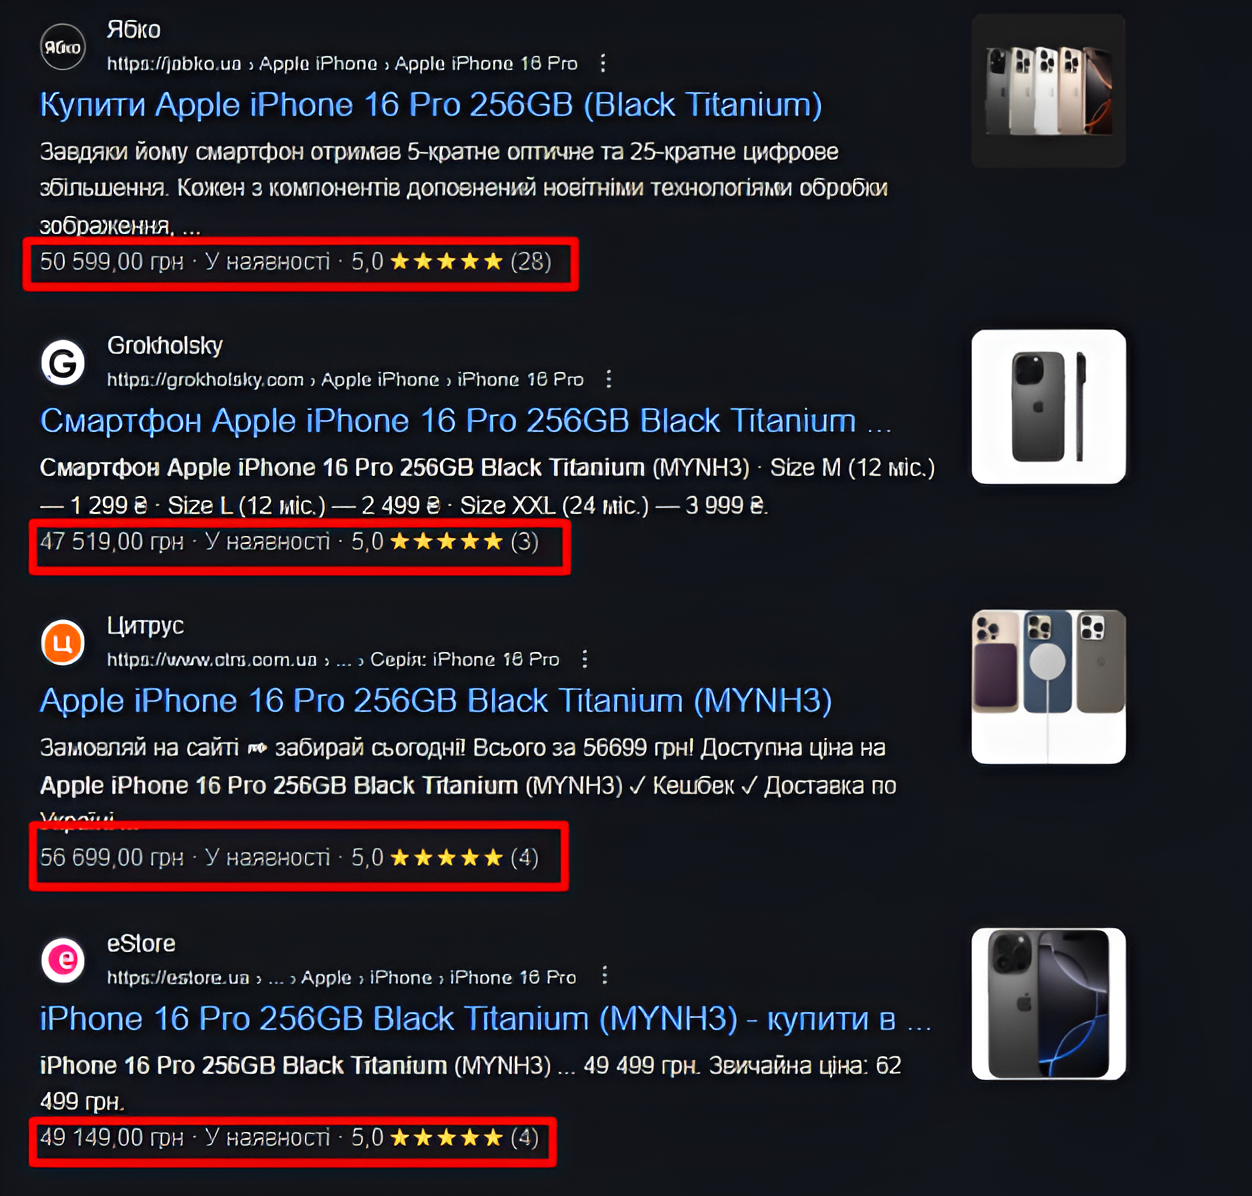 Ябко
Ябко
https://jabko.ua › Apple iPhone › Apple iPhone 16 Pro
Купити Apple iPhone 16 Pro 256GB (Black Titanium)
Завдяки йому смартфон отримав 5-кратне оптичне та 25-кратне цифрове
збільшення. Кожен з компонентів доповнений новітніми технологіями обробки
зображення, ...
50 599,00 грн · У наявності · 5,0 ★★★★★ (28)
G
Grokholsky
https://grokholsky.com › Apple iPhone › iPhone 16 Pro
Смартфон Apple iPhone 16 Pro 256GB Black Titanium ...
Смартфон Apple iPhone 16 Pro 256GB Black Titanium (MYNH3) · Size M (12 міс.)
— 1 299 ₴ · Size L (12 міс.) — 2 499 ₴ · Size XXL (24 міс.) — 3 999 ₴.
47 519,00 грн · У наявності · 5,0 ★★★★★ (3)
ц
Цитрус
https://www.ctrs.com.ua › ... › Серія: iPhone 16 Pro
Apple iPhone 16 Pro 256GB Black Titanium (MYNH3)
Замовляй на сайті ➡ забирай сьогодні! Всього за 56699 грн! Доступна ціна на
Apple iPhone 16 Pro 256GB Black Titanium (MYNH3) ✓ Кешбек ✓ Доставка по
Україні ...
56 699,00 грн · У наявності · 5,0 ★★★★★ (4)
e
eStore
https://estore.ua › ... › Apple › iPhone › iPhone 16 Pro
iPhone 16 Pro 256GB Black Titanium (MYNH3) - купити в ...
iPhone 16 Pro 256GB Black Titanium (MYNH3) ... 49 499 грн. Звичайна ціна: 62
499 грн.
49 149,00 грн · У наявності · 5,0 ★★★★★ (4)